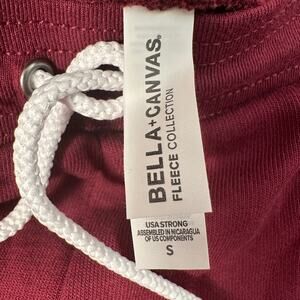 BELLA+CANVAS®
FLEECE COLLECTION
USA STRONG
ASSEMBLED IN NICARAGUA
OF US COMPONENTS
S